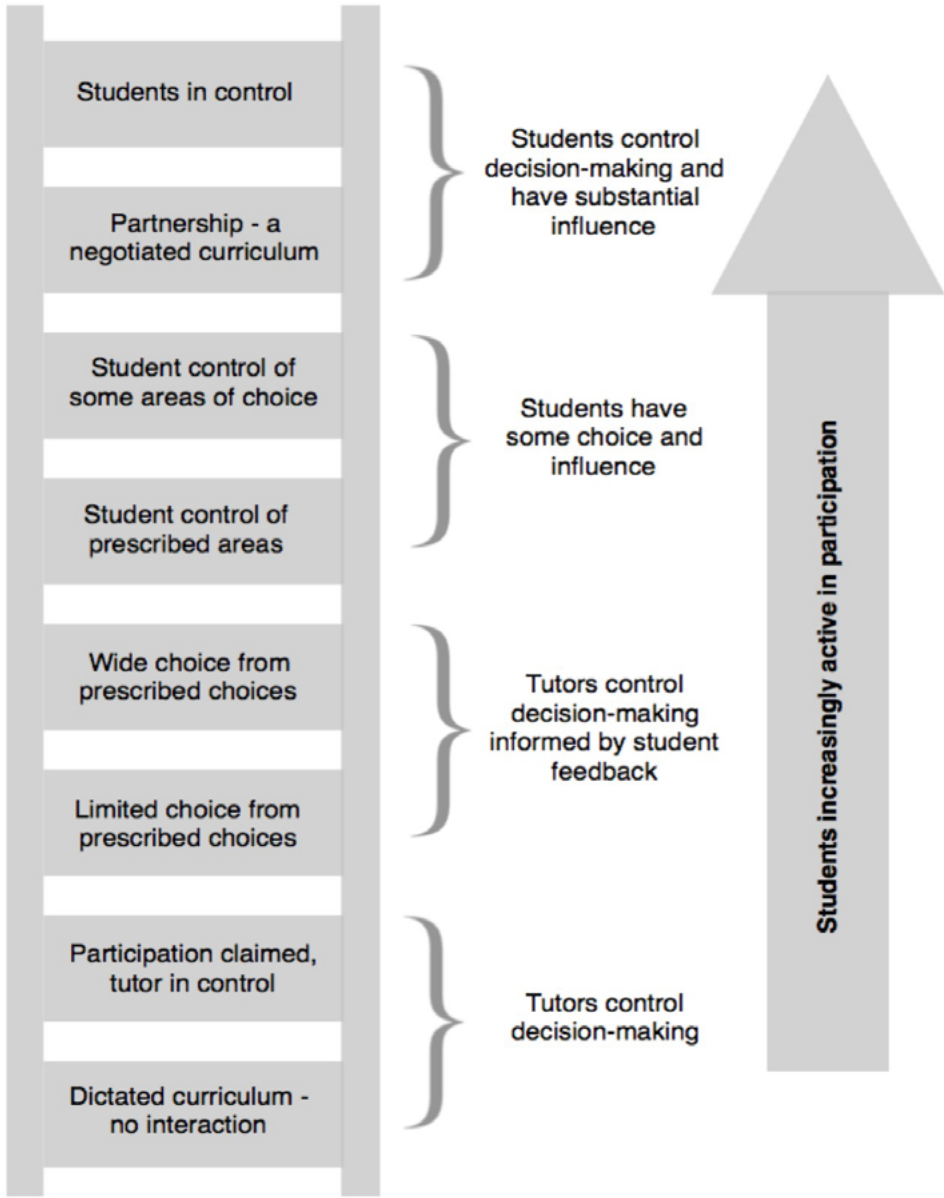 Students in control
Partnership - a
negotiated curriculum
Students control
decision-making and
have substantial
influence
Student control of
some areas of choice
Student control of
prescribed areas
Students have
some choice and
influence
Wide choice from
prescribed choices
Limited choice from
prescribed choices
Tutors control
decision-making
informed by student
feedback
Participation claimed,
tutor in control
Dictated curriculum -
no interaction
Tutors control
decision-making
Students increasingly active in participation